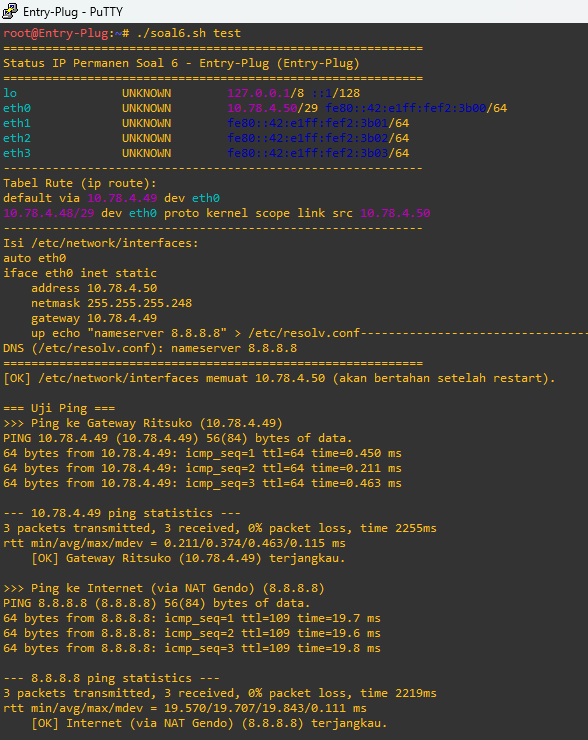 Entry-Plug - PuTTY
root@Entry-Plug:~# ./soal6.sh test
============================================================
Status IP Permanen Soal 6 - Entry-Plug (Entry-Plug)
============================================================
lo               UNKNOWN        127.0.0.1/8 ::1/128
eth0             UNKNOWN        10.78.4.50/29 fe80::42:e1ff:fef2:3b00/64
eth1             UNKNOWN        fe80::42:e1ff:fef2:3b01/64
eth2             UNKNOWN        fe80::42:e1ff:fef2:3b02/64
eth3             UNKNOWN        fe80::42:e1ff:fef2:3b03/64
------------------------------------------------------------
Tabel Rute (ip route):
default via 10.78.4.49 dev eth0
10.78.4.48/29 dev eth0 proto kernel scope link src 10.78.4.50
------------------------------------------------------------
Isi /etc/network/interfaces:
auto eth0
iface eth0 inet static
    address 10.78.4.50
    netmask 255.255.255.248
    gateway 10.78.4.49
    up echo "nameserver 8.8.8.8" > /etc/resolv.conf---------------------------------
DNS (/etc/resolv.conf): nameserver 8.8.8.8
============================================================
[OK] /etc/network/interfaces memuat 10.78.4.50 (akan bertahan setelah restart).

=== Uji Ping ===
>>> Ping ke Gateway Ritsuko (10.78.4.49)
PING 10.78.4.49 (10.78.4.49) 56(84) bytes of data.
64 bytes from 10.78.4.49: icmp_seq=1 ttl=64 time=0.450 ms
64 bytes from 10.78.4.49: icmp_seq=2 ttl=64 time=0.211 ms
64 bytes from 10.78.4.49: icmp_seq=3 ttl=64 time=0.463 ms

--- 10.78.4.49 ping statistics ---
3 packets transmitted, 3 received, 0% packet loss, time 2255ms
rtt min/avg/max/mdev = 0.211/0.374/0.463/0.115 ms
    [OK] Gateway Ritsuko (10.78.4.49) terjangkau.

>>> Ping ke Internet (via NAT Gendo) (8.8.8.8)
PING 8.8.8.8 (8.8.8.8) 56(84) bytes of data.
64 bytes from 8.8.8.8: icmp_seq=1 ttl=109 time=19.7 ms
64 bytes from 8.8.8.8: icmp_seq=2 ttl=109 time=19.6 ms
64 bytes from 8.8.8.8: icmp_seq=3 ttl=109 time=19.8 ms

--- 8.8.8.8 ping statistics ---
3 packets transmitted, 3 received, 0% packet loss, time 2219ms
rtt min/avg/max/mdev = 19.570/19.707/19.843/0.111 ms
    [OK] Internet (via NAT Gendo) (8.8.8.8) terjangkau.